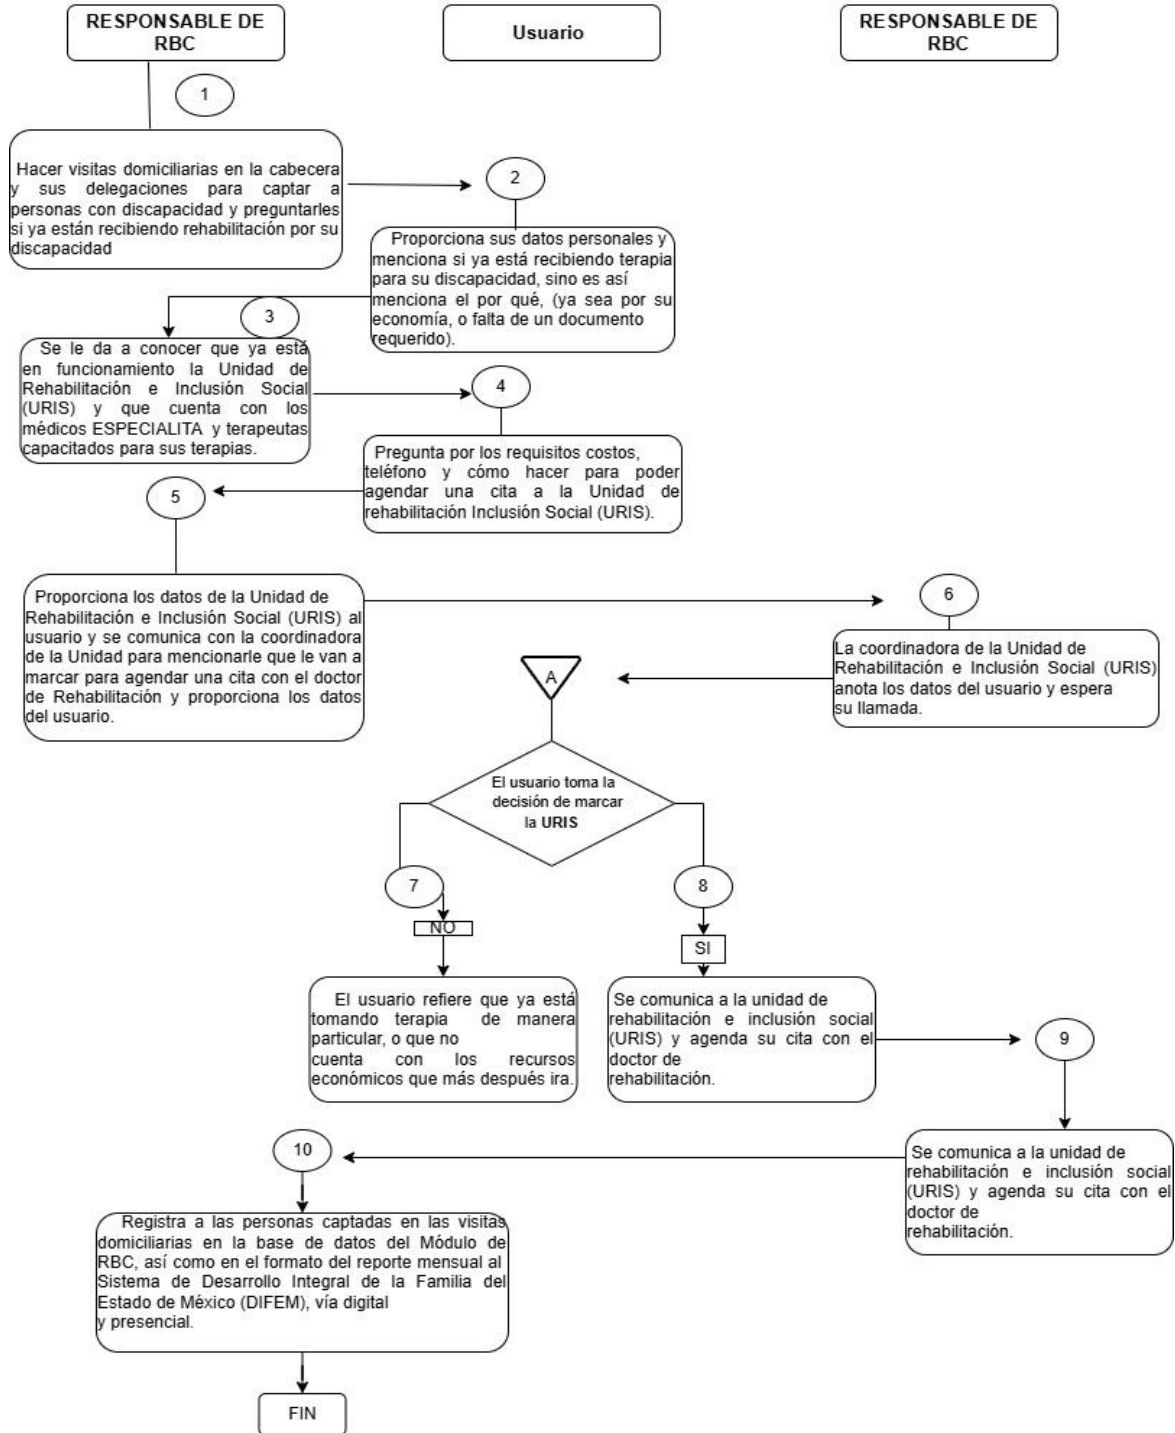 RESPONSABLE DE
RBC
Usuario
RESPONSABLE DE
RBC
1
Hacer visitas domiciliarias en la cabecera
y sus delegaciones para captar a
personas con discapacidad y preguntarles
si ya están recibiendo rehabilitación por su
discapacidad
2
Proporciona sus datos personales y
menciona si ya está recibiendo terapia
para su discapacidad, sino es así
menciona el por qué, (ya sea por su
economía, o falta de un documento
requerido).
3
Se le da a conocer que ya está
en funcionamiento la Unidad de
Rehabilitación e Inclusión Social
(URIS) y que cuenta con los
médicos ESPECIALITA y terapeutas
capacitados para sus terapias.
4
Pregunta por los requisitos costos,
teléfono y cómo hacer para poder
agendar una cita a la Unidad de
rehabilitación Inclusión Social (URIS).
5
Proporciona los datos de la Unidad de
Rehabilitación e Inclusión Social (URIS) al
usuario y se comunica con la coordinadora
de la Unidad para mencionarle que le van a
marcar para agendar una cita con el doctor
de Rehabilitación y proporciona los datos
del usuario.
6
La coordinadora de la Unidad de
Rehabilitación e Inclusión Social (URIS)
anota los datos del usuario y espera
su llamada.
A
El usuario toma la
decisión de marcar
la URIS
7
NO
El usuario refiere que ya está
tomando terapia de manera
particular, o que no
cuenta con los recursos
económicos que más después ira.
8
SI
Se comunica a la unidad de
rehabilitación e inclusión social
(URIS) y agenda su cita con el
doctor de
rehabilitación.
9
Se comunica a la unidad de
rehabilitación e inclusión social
(URIS) y agenda su cita con el
doctor de
rehabilitación.
10
Registra a las personas captadas en las visitas
domiciliarias en la base de datos del Módulo de
RBC, así como en el formato del reporte mensual al
Sistema de Desarrollo Integral de la Familia del
Estado de México (DIFEM), vía digital
y presencial.
FIN